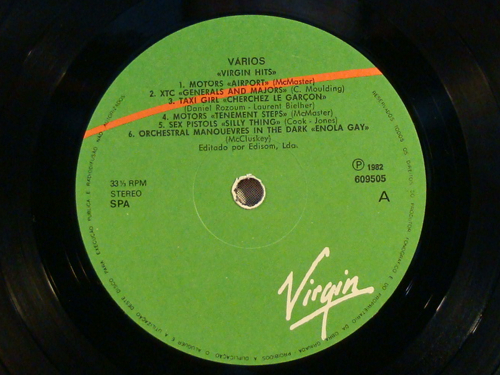 VARIOS
«VIRGIN HITS»
1. MOTORS «AIRPORT» (McMaster)
2. XTC «GENERALS AND MAJORS» (C. Moulding)
3. TAXI GIRL «CHERCHEZ LE GARÇON»
(Daniel Rozoum - Laurent Bielher)
4. MOTORS «TENEMENT STEPS» (McMaster)
5. SEX PISTOLS «SILLY THING» (Cook - Jones)
6. ORCHESTRAL MANOUEVRES IN THE DARK «ENOLA GAY»
(McCluskey)
Editado por Edisom, Lda.
33⅓ RPM
STEREO
SPA
Ⓟ 1982
609505
A
Virgin